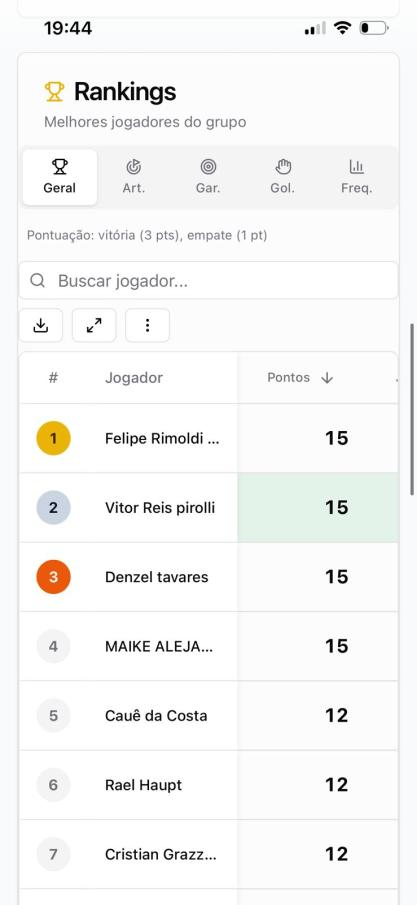 19:44
Rankings
Melhores jogadores do grupo
Geral Art. Gar. Gol. Freq.
Pontuação: vitória (3 pts), empate (1 pt)
Buscar jogador...
# Jogador Pontos
1 Felipe Rimoldi ... 15
2 Vitor Reis pirolli 15
3 Denzel tavares 15
4 MAIKE ALEJA... 15
5 Cauê da Costa 12
6 Rael Haupt 12
7 Cristian Grazz... 12